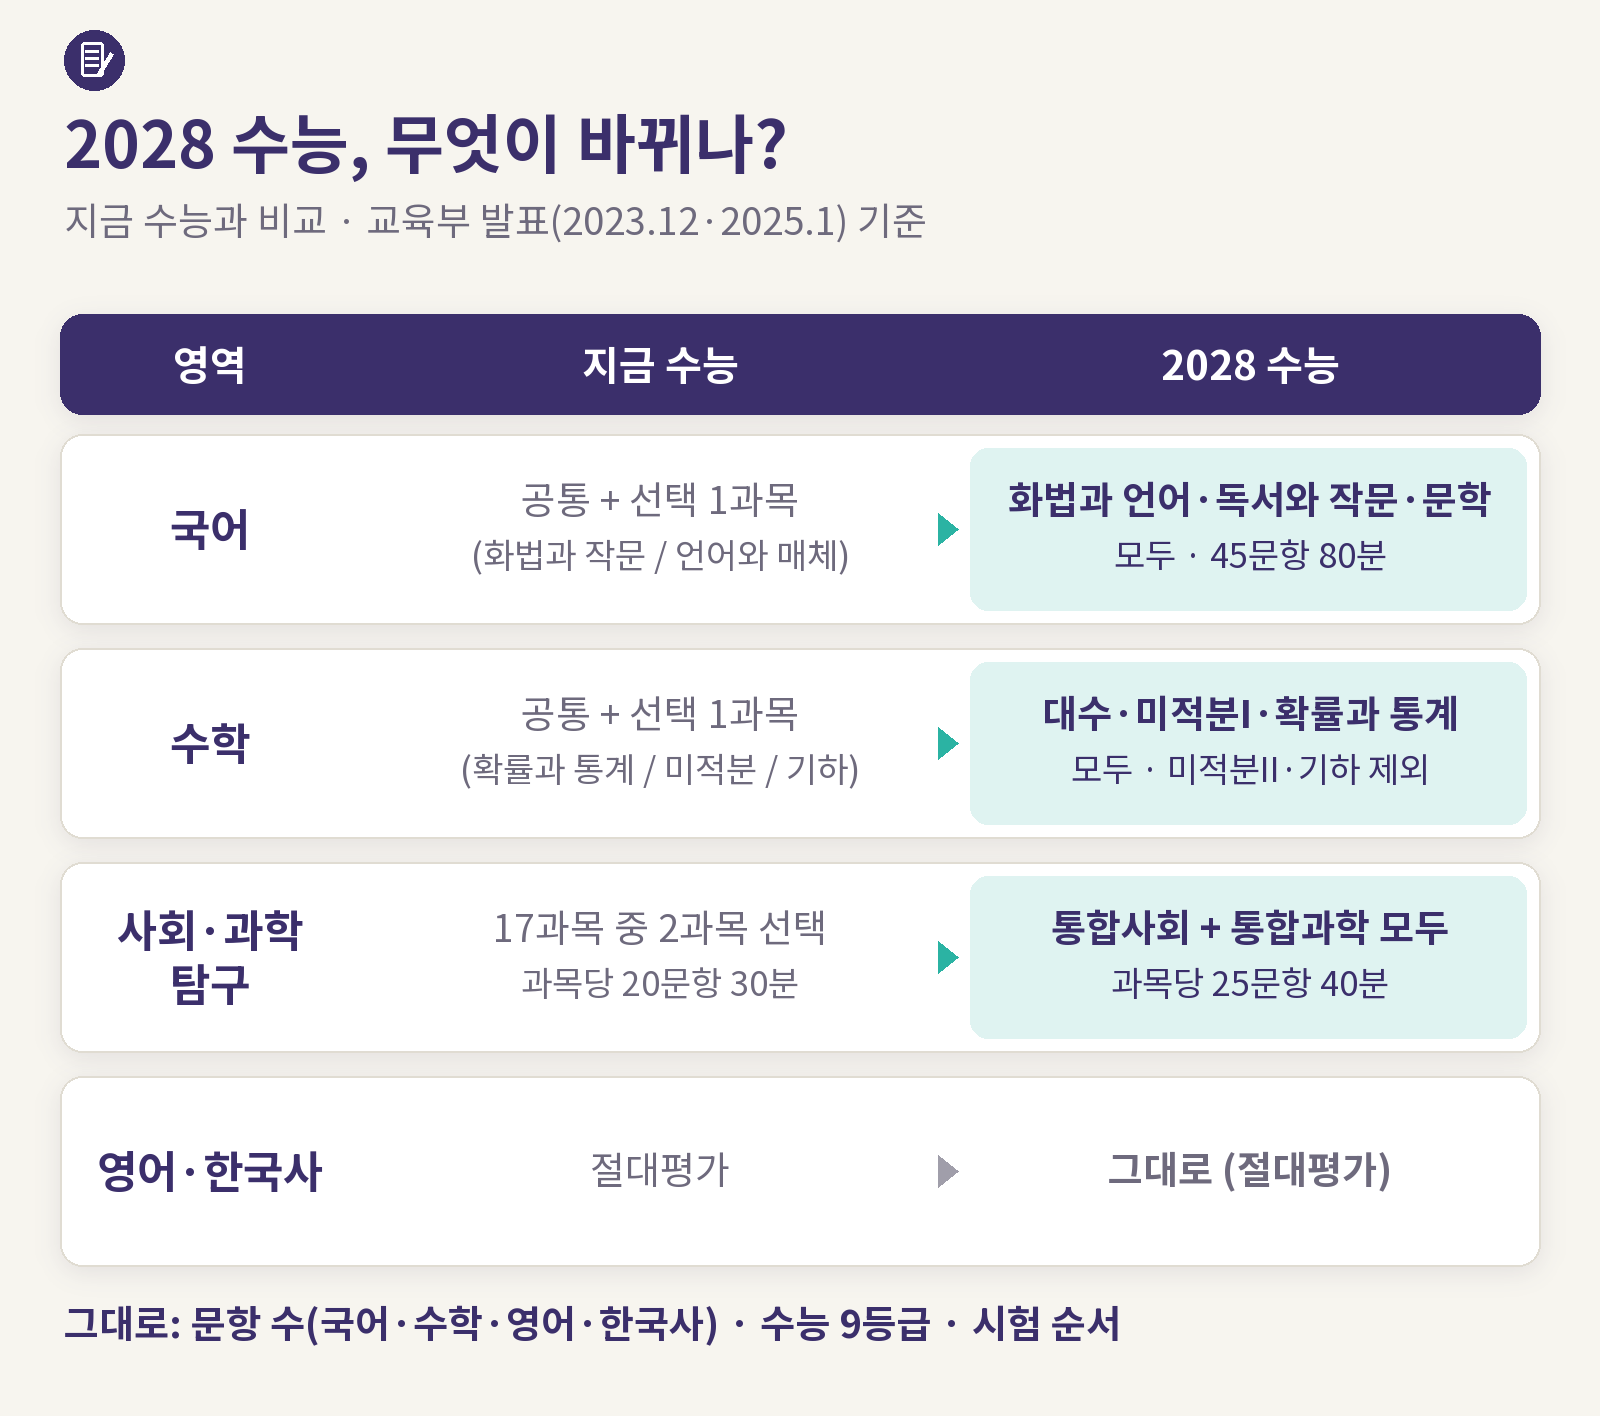 2028 수능, 무엇이 바뀌나?
지금 수능과 비교 · 교육부 발표(2023.12·2025.1) 기준
영역
지금 수능
2028 수능
국어
공통 + 선택 1과목
(화법과 작문 / 언어와 매체)
화법과 언어·독서와 작문·문학
모두 · 45문항 80분
수학
공통 + 선택 1과목
(확률과 통계 / 미적분 / 기하)
대수·미적분I·확률과 통계
모두 · 미적분II·기하 제외
사회·과학
탐구
17과목 중 2과목 선택
과목당 20문항 30분
통합사회 + 통합과학 모두
과목당 25문항 40분
영어·한국사
절대평가
그대로 (절대평가)
그대로: 문항 수(국어·수학·영어·한국사) · 수능 9등급 · 시험 순서